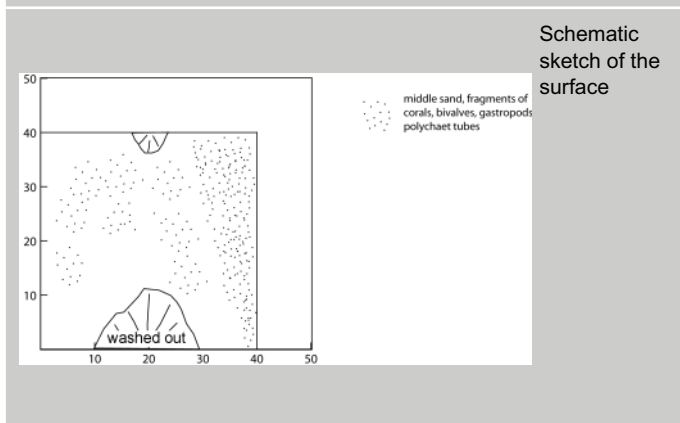 Schematic
sketch of the
surface
50
40
30
20
10
middle sand, fragments of
corals, bivalves, gastropods
polychaet tubes
washed out
10 20 30 40 50